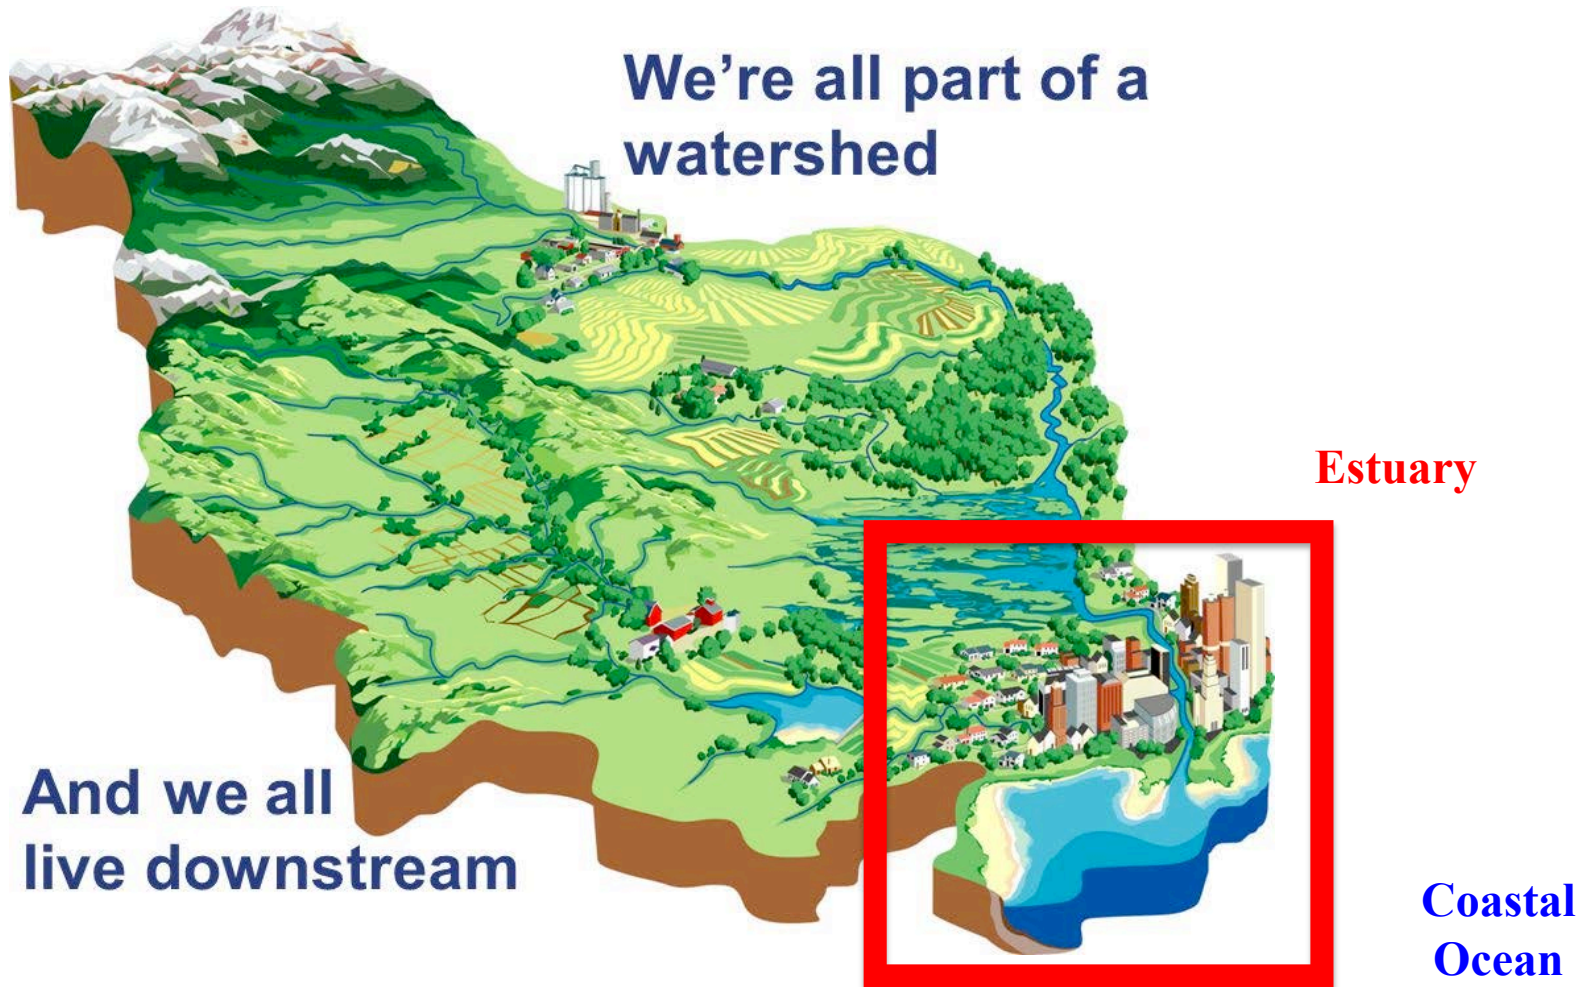 We're all part of a
watershed
Estuary
And we all
live downstream
Coastal
Ocean